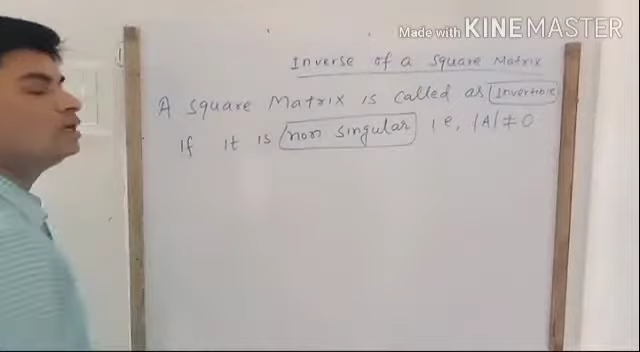 Made with KINEMASTER
Inverse of a Square Matrix
A Square Matrix is called as Invertible
If It is non singular i.e, |A| ≠ 0